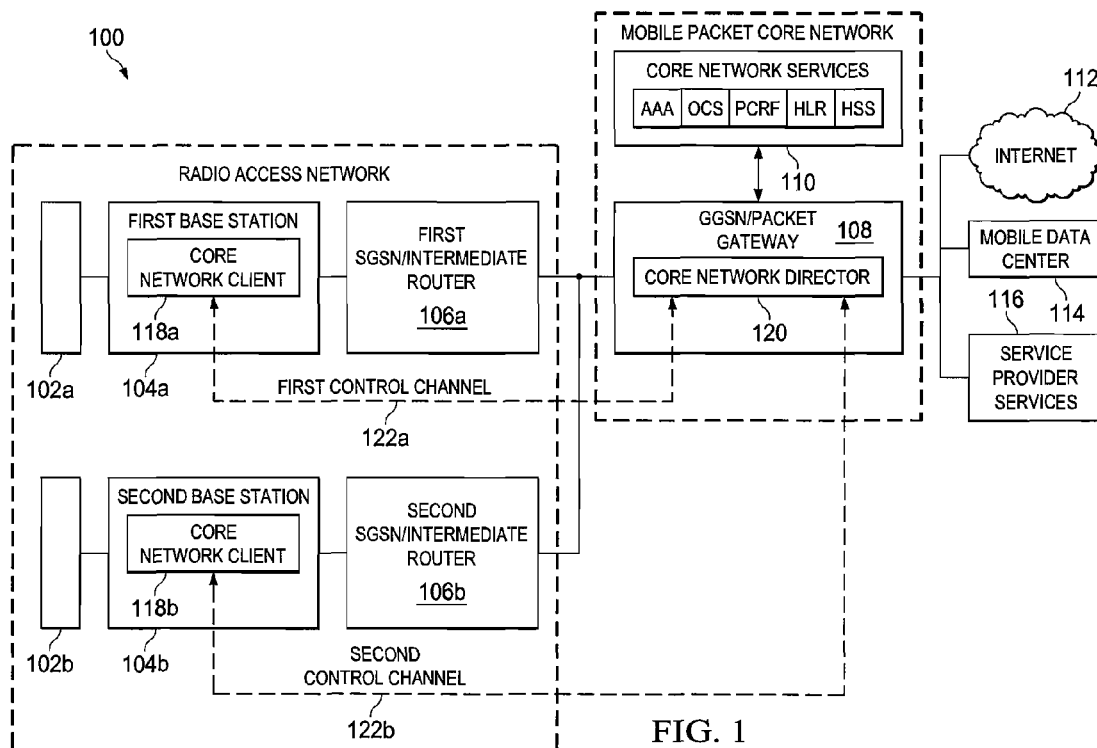 100
MOBILE PACKET CORE NETWORK
CORE NETWORK SERVICES
AAA OCS PCRF HLR HSS
110
112
INTERNET
RADIO ACCESS NETWORK
FIRST BASE STATION
CORE
NETWORK CLIENT
118a
102a
104a
FIRST
SGSN/INTERMEDIATE
ROUTER
106a
GGSN/PACKET
GATEWAY
108
CORE NETWORK DIRECTOR
120
MOBILE DATA
CENTER
114
116
SERVICE
PROVIDER
SERVICES
FIRST CONTROL CHANNEL
122a
SECOND BASE STATION
CORE
NETWORK CLIENT
118b
102b
104b
SECOND
SGSN/INTERMEDIATE
ROUTER
106b
SECOND
CONTROL CHANNEL
122b
FIG. 1